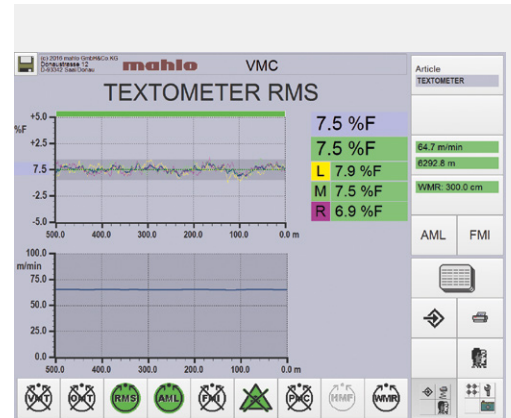 (c) 2016 mahlo GmbH&Co.KG
Donaustrasse 12
D-93342 Saal/Donau
mahlo
VMC
TEXTOMETER RMS
Article
TEXTOMETER
%F
+5.0
+2.5
7.5
-2.5
-5.0
500.0 400.0 300.0 200.0 100.0 0.0 m
7.5 %F
7.5 %F
L 7.9 %F
M 7.5 %F
R 6.9 %F
64.7 m/min
6292.8 m
WMR: 300.0 cm
AML FMI
100.0
m/min
75.0
50.0
25.0
0.0
500.0 400.0 300.0 200.0 100.0 0.0 m
VMT OMT RMS AML FMI PMC HMF WMR